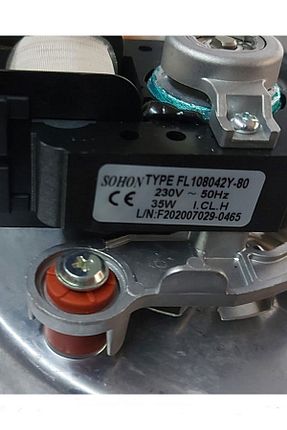 SOHON TYPE FL108042Y-80
CE 230V ~ 50Hz
35W I.CL.H
L/N:F202007029-0465